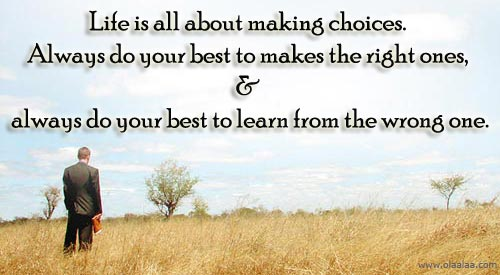 Life is all about making choices.
Always do your best to makes the right ones,
&
always do your best to learn from the wrong one.
www.olaalaa.com